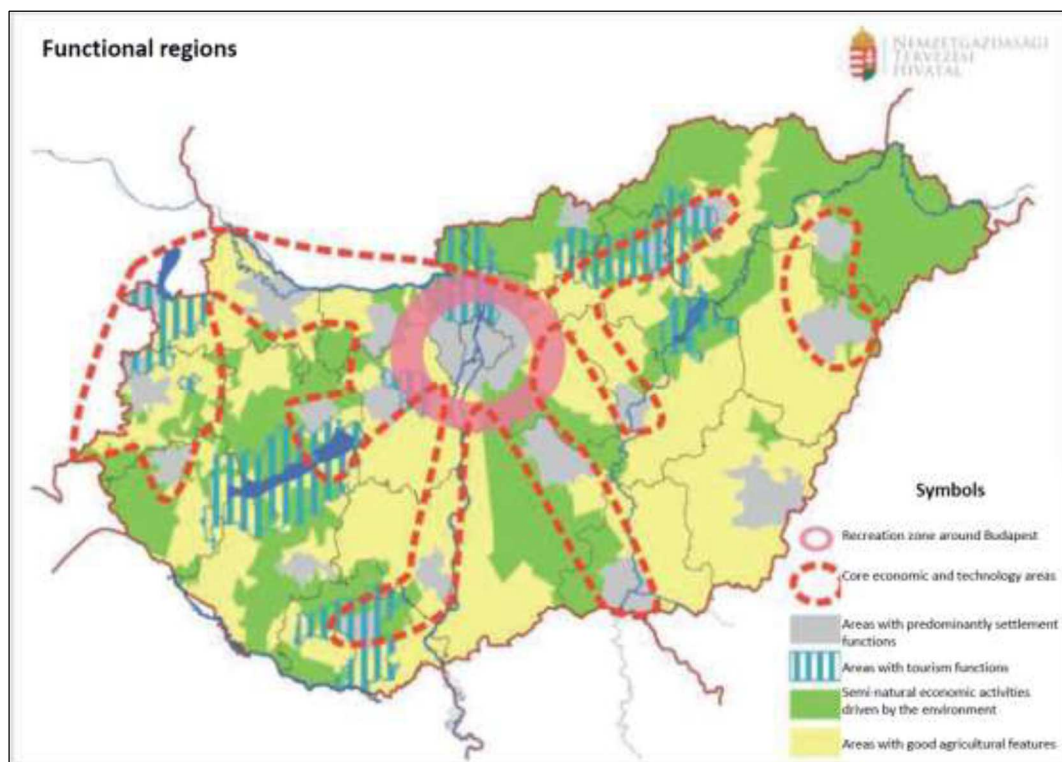 Functional regions
NEMZETGAZDASÁGI
TERVEZÉSI
HIVATAL
Symbols
Recreation zone around Budapest
Core economic and technology areas
Areas with predominantly settlement
functions
Areas with tourism functions
Semi-natural economic activities
driven by the environment
Areas with good agricultural features